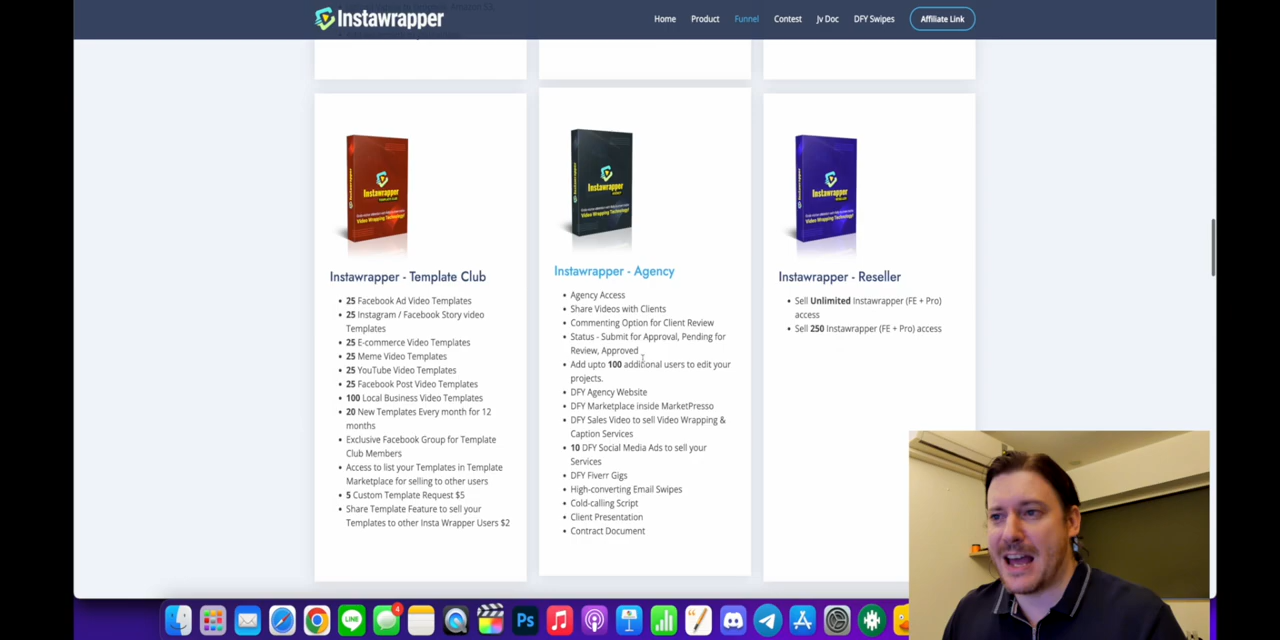 Instawrapper
Home Product Funnel Contest Jv Doc DFY Swipes Affiliate Link
Instawrapper
Instawrapper
Instawrapper
Instawrapper - Template Club
25 Facebook Ad Video Templates
25 Instagram / Facebook Story video
Templates
25 E-commerce Video Templates
25 Meme Video Templates
25 YouTube Video Templates
25 Facebook Post Video Templates
100 Local Business Video Templates
20 New Templates Every month for 12
months
Exclusive Facebook Group for Template
Club Members
Access to list your Templates in Template
Marketplace for selling to other users
5 Custom Template Request $5
Share Template Feature to sell your
Templates to other Insta Wrapper Users $2
Instawrapper - Agency
Agency Access
Share Videos with Clients
Commenting Option for Client Review
Status - Submit for Approval, Pending for
Review, Approved
Add upto 100 additional users to edit your
projects.
DFY Agency Website
DFY Marketplace inside MarketPresso
DFY Sales Video to sell Video Wrapping &
Caption Services
10 DFY Social Media Ads to sell your
Services
DFY Fiverr Gigs
High-converting Email Swipes
Cold-calling Script
Client Presentation
Contract Document
Instawrapper - Reseller
Sell Unlimited Instawrapper (FE + Pro)
access
Sell 250 Instawrapper (FE + Pro) access
LINE
4
Ps